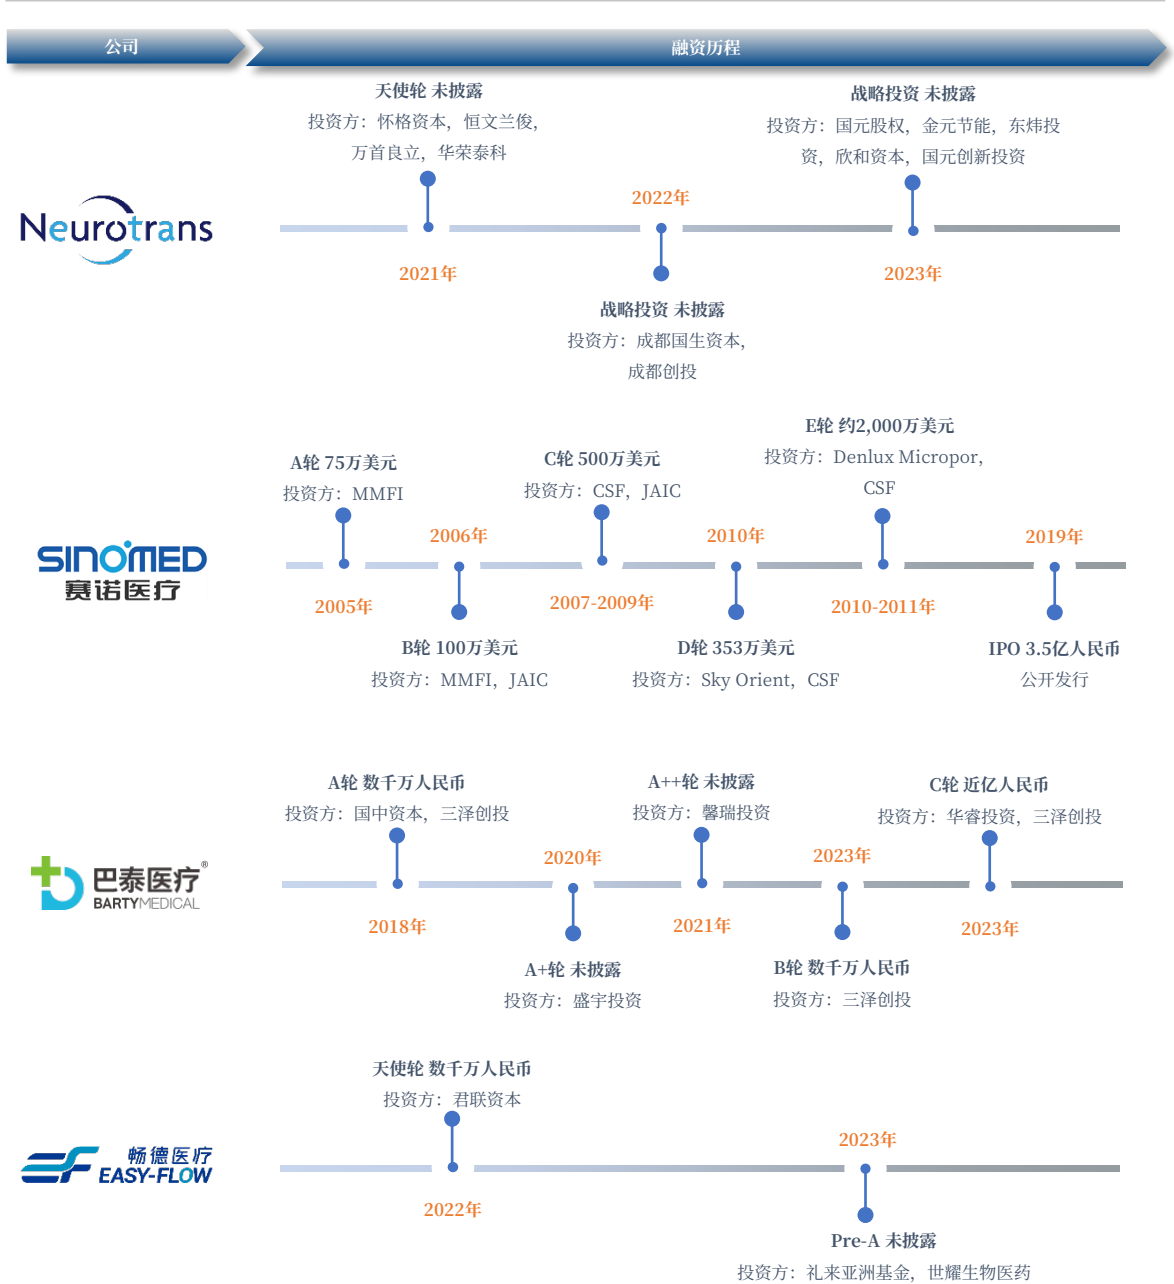 公司
融资历程
天使轮 未披露
投资方：怀格资本，恒文兰俊，
万首良立，华荣泰科
战略投资 未披露
投资方：国元股权，金元节能，东炜投
资，欣和资本，国元创新投资
2022年
Neurotrans
2021年
2023年
战略投资 未披露
投资方：成都国生资本，
成都创投
E轮 约2,000万美元
投资方：Denlux Micropor，
CSF
A轮 75万美元
投资方：MMFI
C轮 500万美元
投资方：CSF，JAIC
2006年
2010年
2019年
SINOMED
赛诺医疗
2005年
2007-2009年
2010-2011年
B轮 100万美元
投资方：MMFI，JAIC
D轮 353万美元
投资方：Sky Orient，CSF
IPO 3.5亿人民币
公开发行
A轮 数千万人民币
投资方：国中资本，三泽创投
A++轮 未披露
投资方：馨瑞投资
C轮 近亿人民币
投资方：华睿投资，三泽创投
2020年
2023年
巴泰医疗®
BARTYMEDICAL
2018年
2021年
2023年
A+轮 未披露
投资方：盛宇投资
B轮 数千万人民币
投资方：三泽创投
天使轮 数千万人民币
投资方：君联资本
2023年
畅德医疗
EASY-FLOW
2022年
Pre-A 未披露
投资方：礼来亚洲基金，世耀生物医药